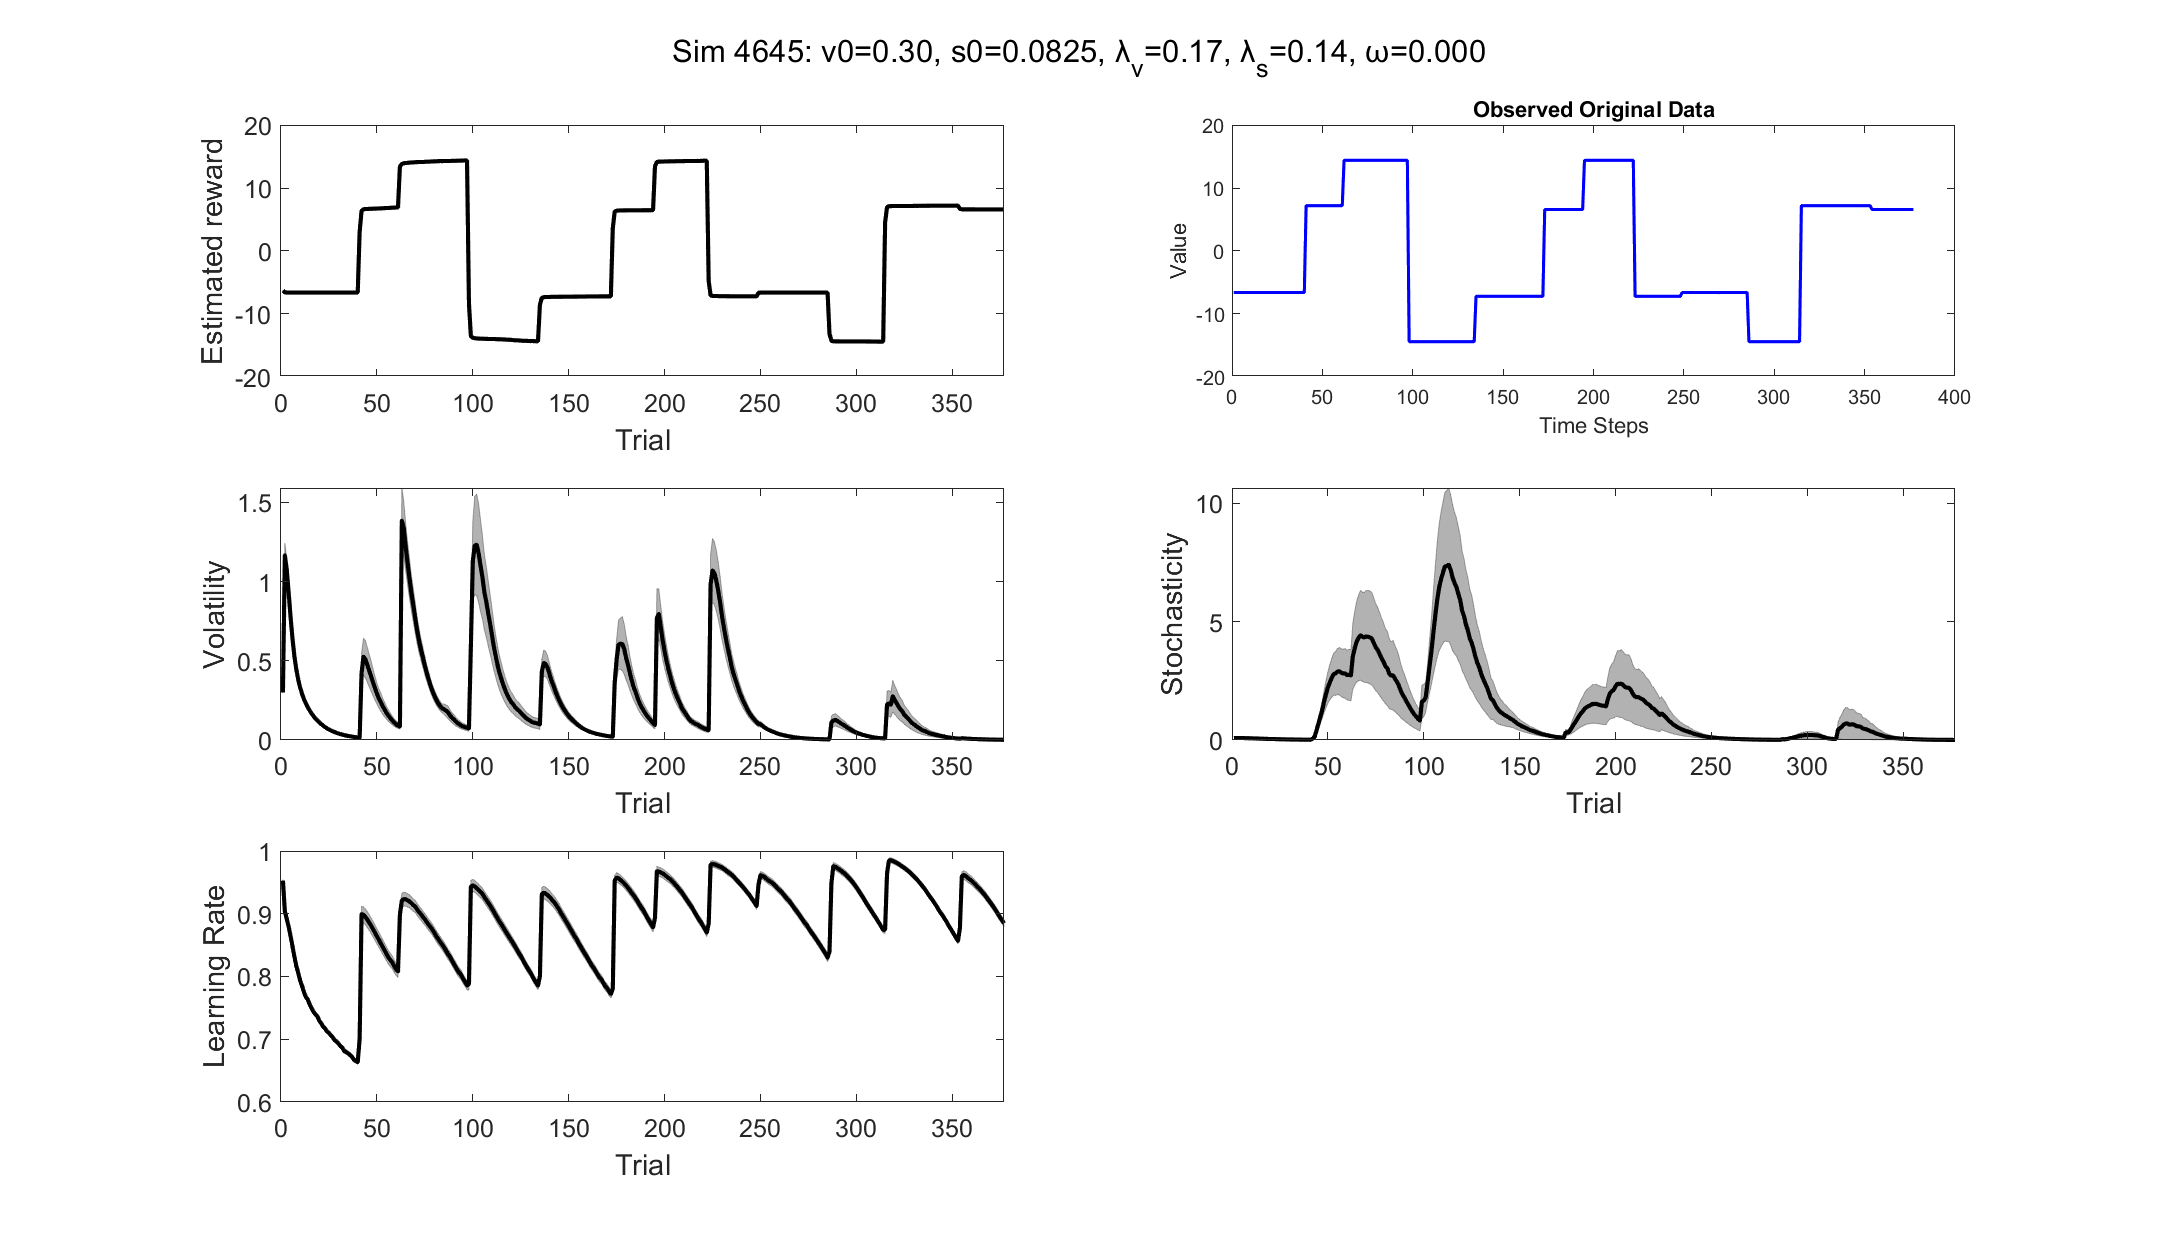 Sim 4645: v0=0.30, s0=0.0825, λv=0.17, λs=0.14, ω=0.000
Estimated reward
20
10
0
-10
-20
0 50 100 150 200 250 300 350
Trial
Observed Original Data
Value
20
10
0
-10
-20
0 50 100 150 200 250 300 350 400
Time Steps
Volatility
1.5
1
0.5
0
0 50 100 150 200 250 300 350
Trial
Stochasticity
10
5
0
0 50 100 150 200 250 300 350
Trial
Learning Rate
1
0.9
0.8
0.7
0.6
0 50 100 150 200 250 300 350
Trial